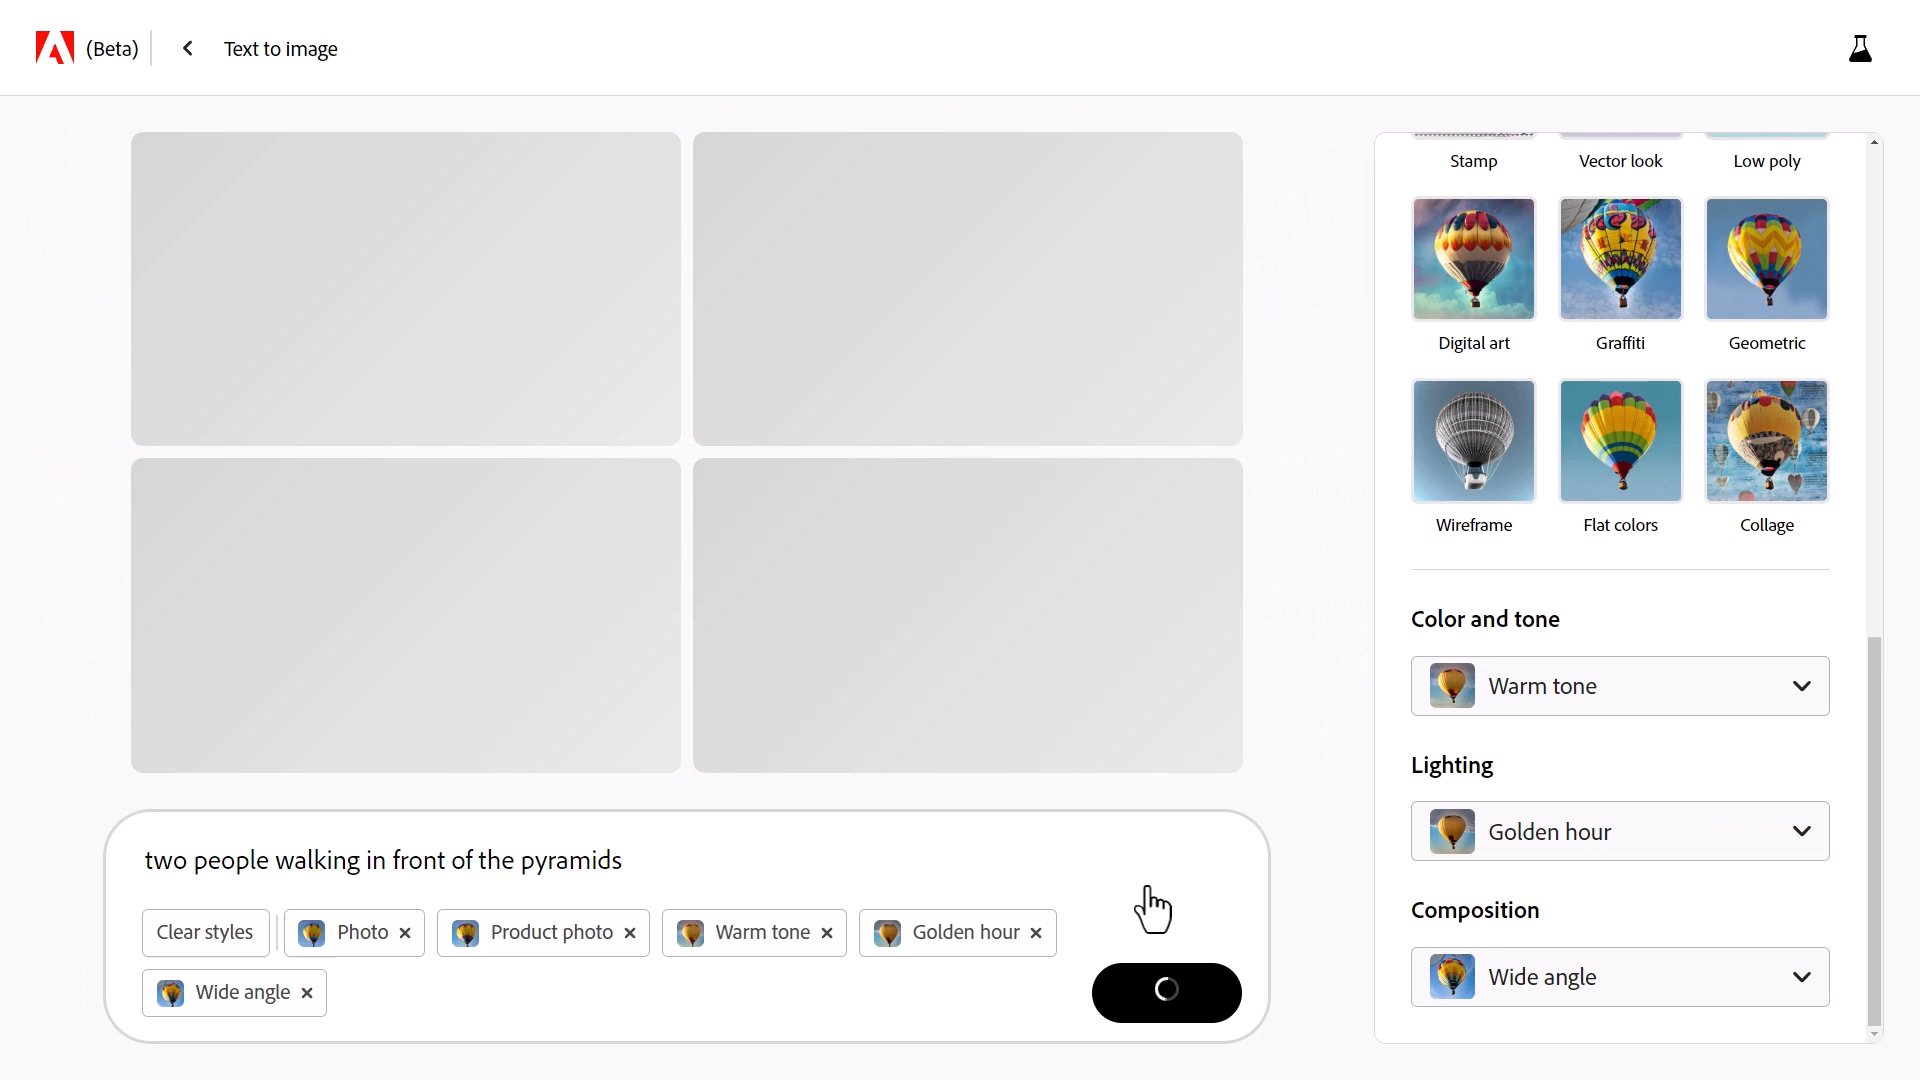 (Beta)
Text to image
Stamp
Vector look
Low poly
Digital art
Graffiti
Geometric
Wireframe
Flat colors
Collage
Color and tone
Warm tone
Lighting
Golden hour
Composition
Wide angle
two people walking in front of the pyramids
Clear styles
Photo
Product photo
Warm tone
Golden hour
Wide angle